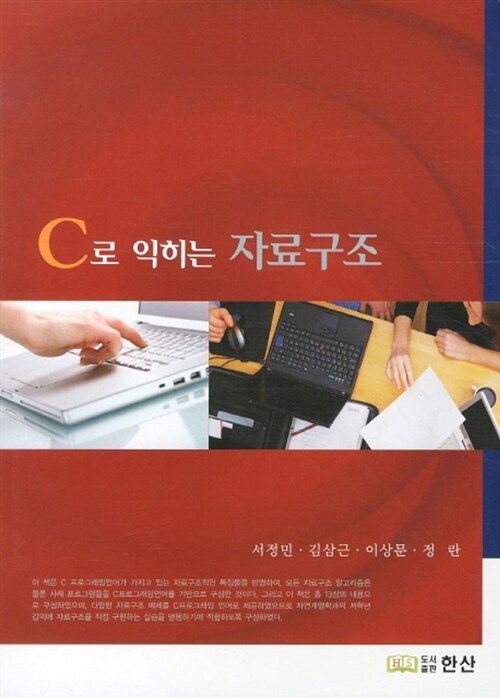 C로 익히는 자료구조
서정민 · 김삼근 · 이상문 · 정 란
이 책은 C 프로그래밍언어가 가지고 있는 자료구조적인 특징들을 반영하여, 모든 자료구조 알고리즘은
물론 사례 프로그램들을 C프로그래밍언어를 기반으로 구성한 것이다. 그리고 이 책은 총 13장의 내용으
로 구성하였으며, 다양한 자료구조 예제를 C프로그래밍 언어로 제공하였으므로 자연계열학과의 저학년
강의에 자료구조를 직접 구현하는 실습을 병행하기에 적합하도록 구성하였다.
HS 도서출판 한산